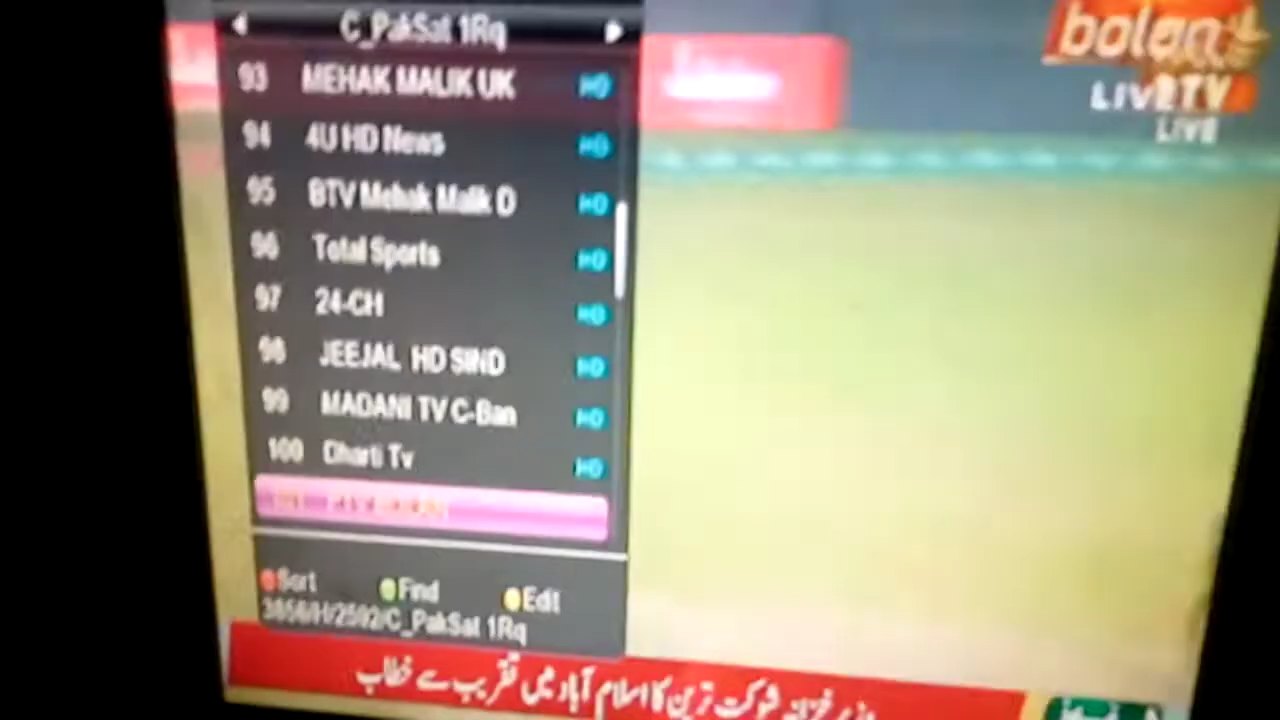 C_PakSat 1Rq
93 MEHAK MALIK UK HD
94 4U HD News HD
95 BTV Mehak Malik D HD
96 Total Sports HD
97 24-CH HD
98 JEEJAL HD SIND HD
99 MADANI TV C-Ban HD
100 Dharti Tv HD
Sort Find Edit
3856/H/2592/C_PakSat 1Rq
bolan
LIVE
BTV
LIVE
وزیر خزانہ شوکت ترین کا اسلام آباد میں تقریب سے خطاب